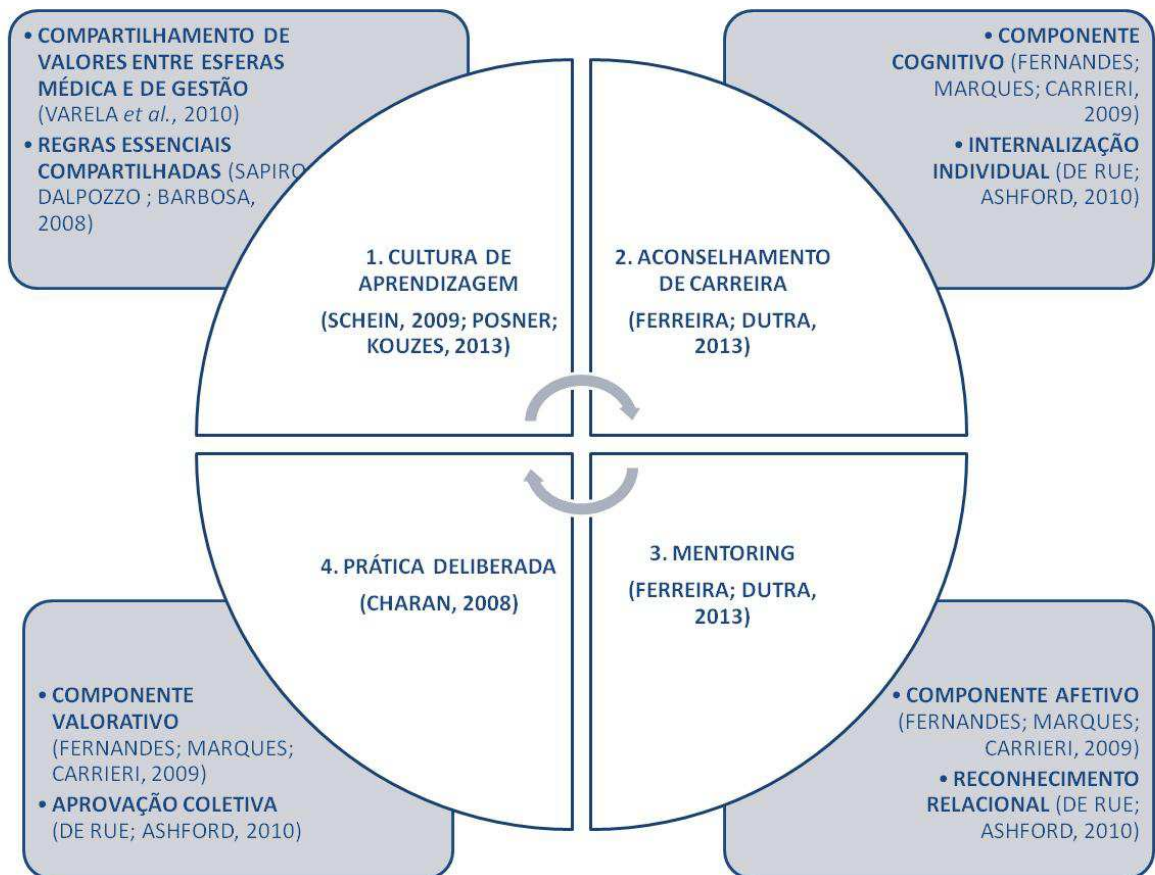 • COMPARTILHAMENTO DE
VALORES ENTRE ESFERAS
MÉDICA E DE GESTÃO
(VARELA et al., 2010)
• REGRAS ESSENCIAIS
COMPARTILHADAS (SAPIRO
DALPOZZO ; BARBOSA,
2008)
• COMPONENTE
COGNITIVO (FERNANDES;
MARQUES; CARRIERI,
2009)
• INTERNALIZAÇÃO
INDIVIDUAL (DE RUE;
ASHFORD, 2010)
1. CULTURA DE
APRENDIZAGEM
(SCHEIN, 2009; POSNER;
KOUZES, 2013)
2. ACONSELHAMENTO
DE CARREIRA
(FERREIRA; DUTRA,
2013)
4. PRÁTICA DELIBERADA
(CHARAN, 2008)
3. MENTORING
(FERREIRA; DUTRA,
2013)
• COMPONENTE
VALORATIVO
(FERNANDES; MARQUES;
CARRIERI, 2009)
• APROVAÇÃO COLETIVA
(DE RUE; ASHFORD, 2010)
• COMPONENTE AFETIVO
(FERNANDES; MARQUES;
CARRIERI, 2009)
• RECONHECIMENTO
RELACIONAL (DE RUE;
ASHFORD, 2010)